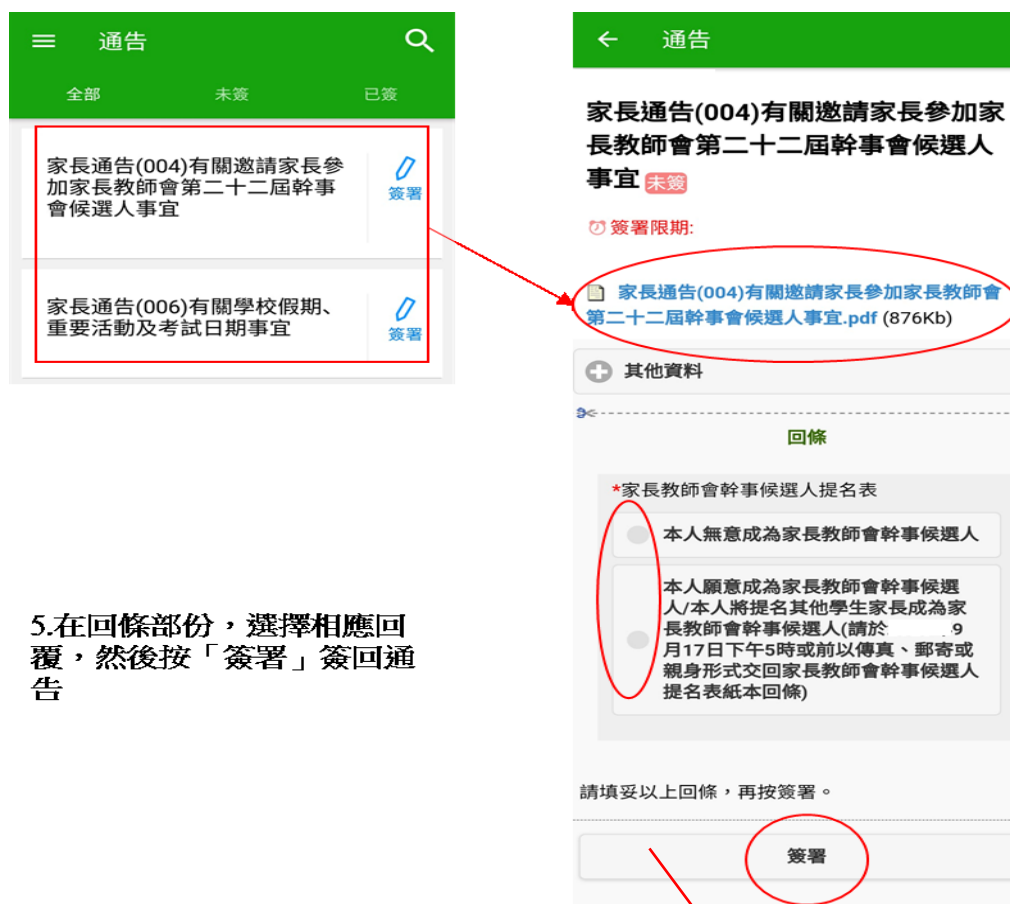 通告
全部 未簽 已簽
家長通告(004)有關邀請家長參
加家長教師會第二十二屆幹事
會候選人事宜
簽署
家長通告(006)有關學校假期、
重要活動及考試日期事宜
簽署
5.在回條部份，選擇相應回
覆，然後按「簽署」簽回通
告
通告
家長通告(004)有關邀請家長參加家
長教師會第二十二屆幹事會候選人
事宜 未簽
簽署限期:
家長通告(004)有關邀請家長參加家長教師會
第二十二屆幹事會候選人事宜.pdf (876Kb)
其他資料
回條
*家長教師會幹事候選人提名表
本人無意成為家長教師會幹事候選人
本人願意成為家長教師會幹事候選
人/本人將提名其他學生家長成為家
長教師會幹事候選人(請於 9
月17日下午5時或前以傳真、郵寄或
親身形式交回家長教師會幹事候選人
提名表紙本回條)
請填妥以上回條，再按簽署。
簽署